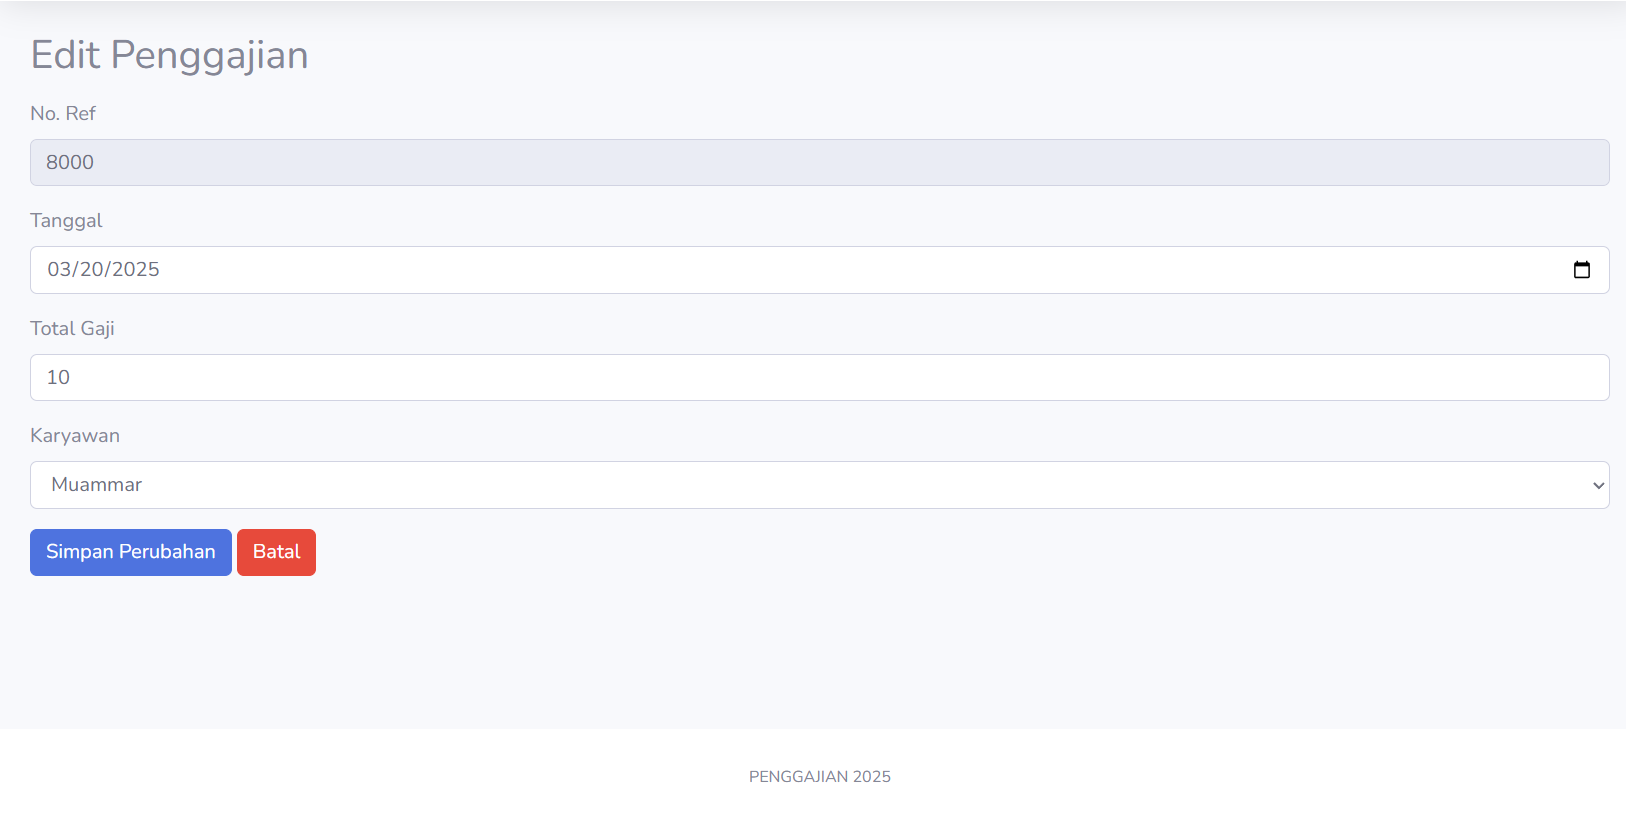 Edit Penggajian
No. Ref
8000
Tanggal
03/20/2025
Total Gaji
10
Karyawan
Muammar
Simpan Perubahan Batal
PENGGAJIAN 2025